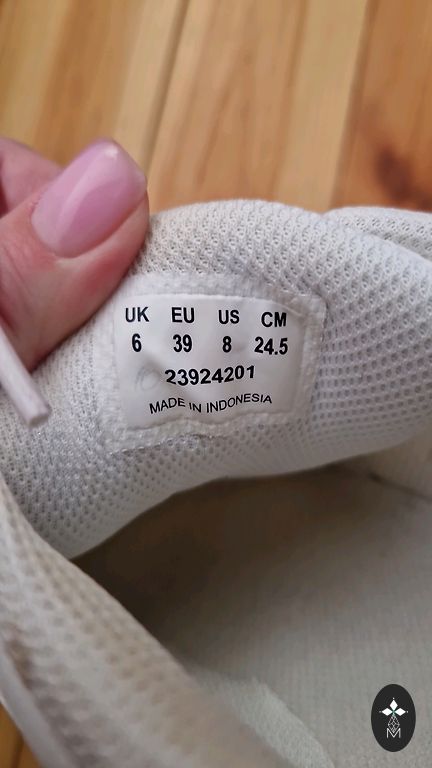 UK EU US CM
6 39 8 24.5
23924201
MADE IN INDONESIA